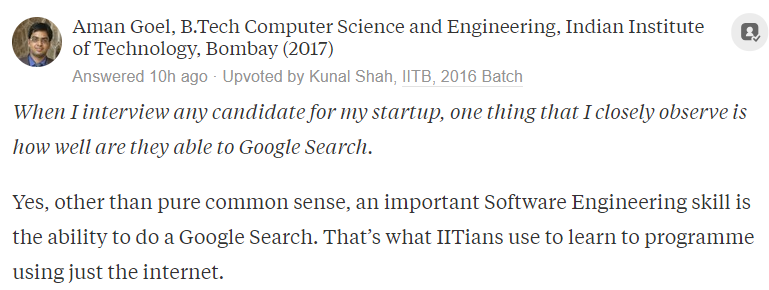 Aman Goel, B.Tech Computer Science and Engineering, Indian Institute
of Technology, Bombay (2017)
Answered 10h ago · Upvoted by Kunal Shah, IITB, 2016 Batch
When I interview any candidate for my startup, one thing that I closely observe is
how well are they able to Google Search.
Yes, other than pure common sense, an important Software Engineering skill is
the ability to do a Google Search. That’s what IITians use to learn to programme
using just the internet.